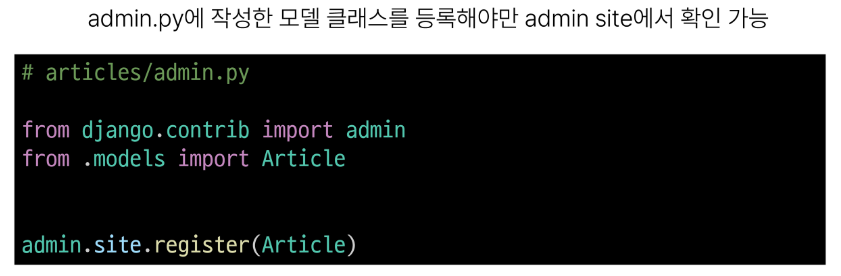 admin.py에 작성한 모델 클래스를 등록해야만 admin site에서 확인 가능
# articles/admin.py
from django.contrib import admin
from .models import Article
admin.site.register(Article)